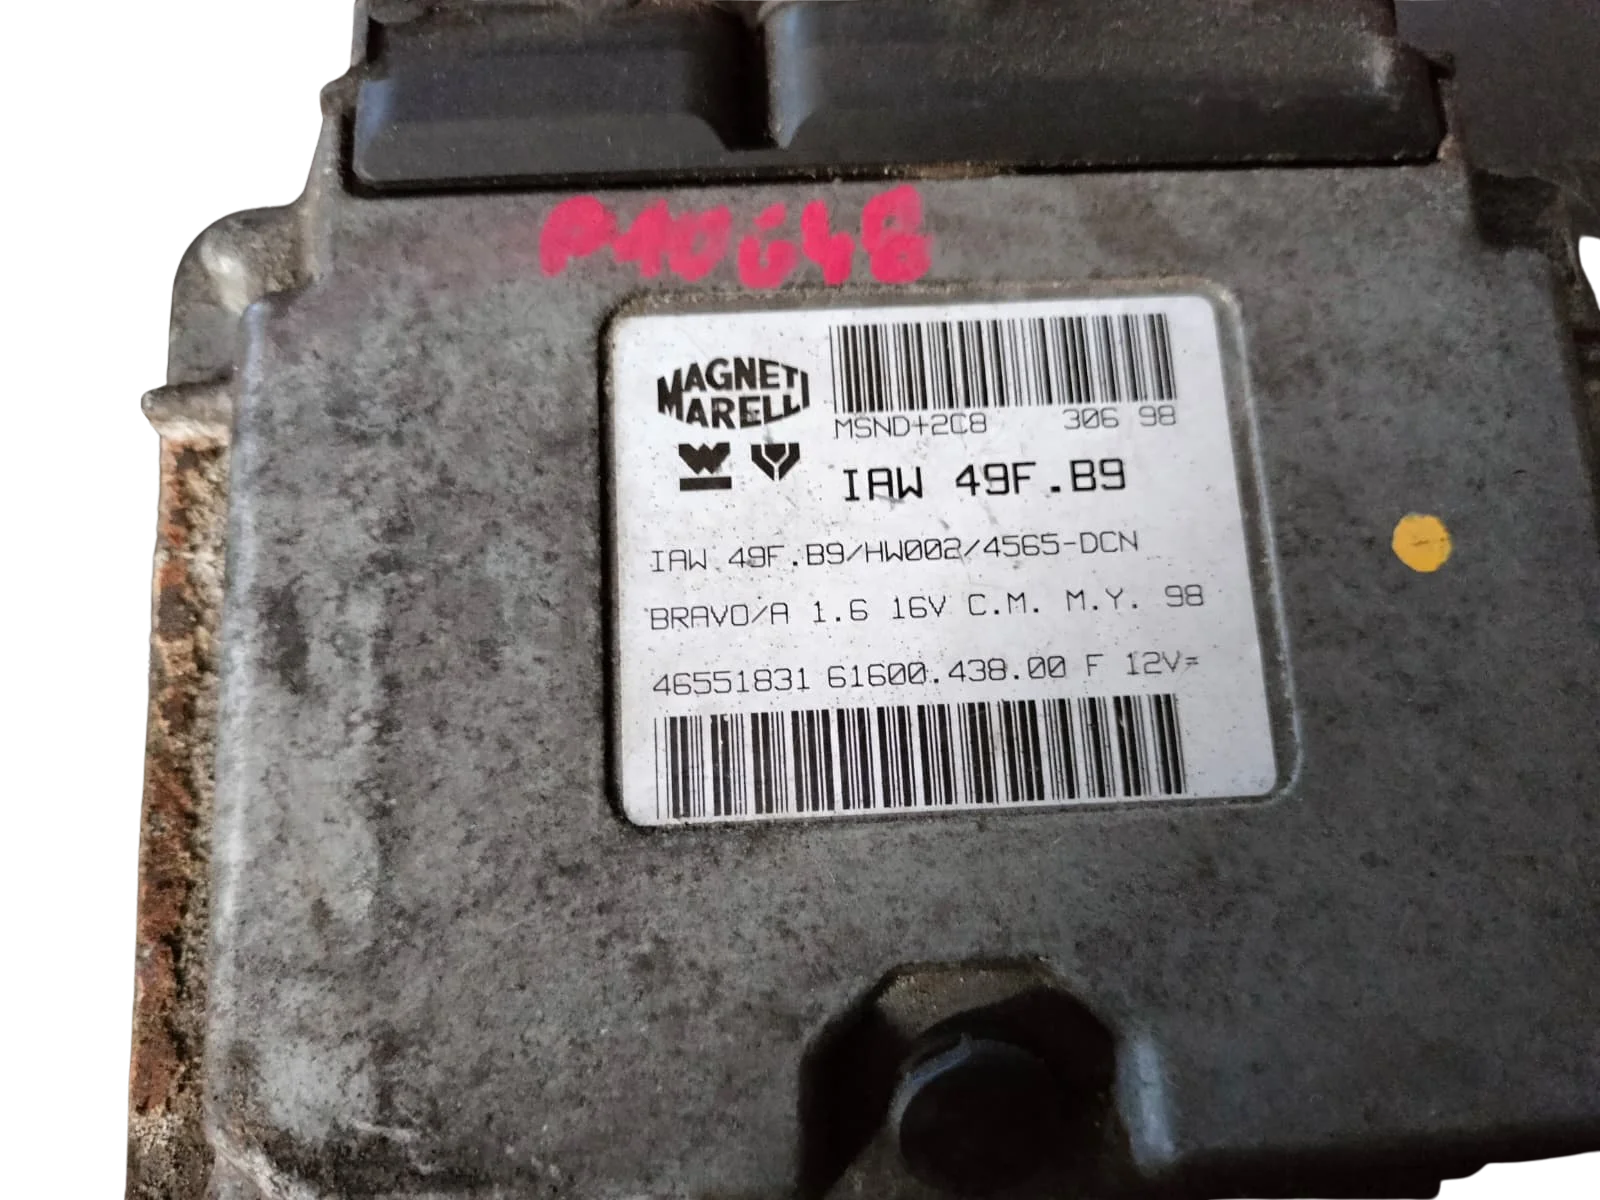 P10648
MAGNETI
MARELLI
MSND+2C8 306 98
IAW 49F.B9
IAW 49F.B9/HW002/4565-DCN
BRAVO/A 1.6 16V C.M. M.Y. 98
46551831 61600.438.00 F 12V=